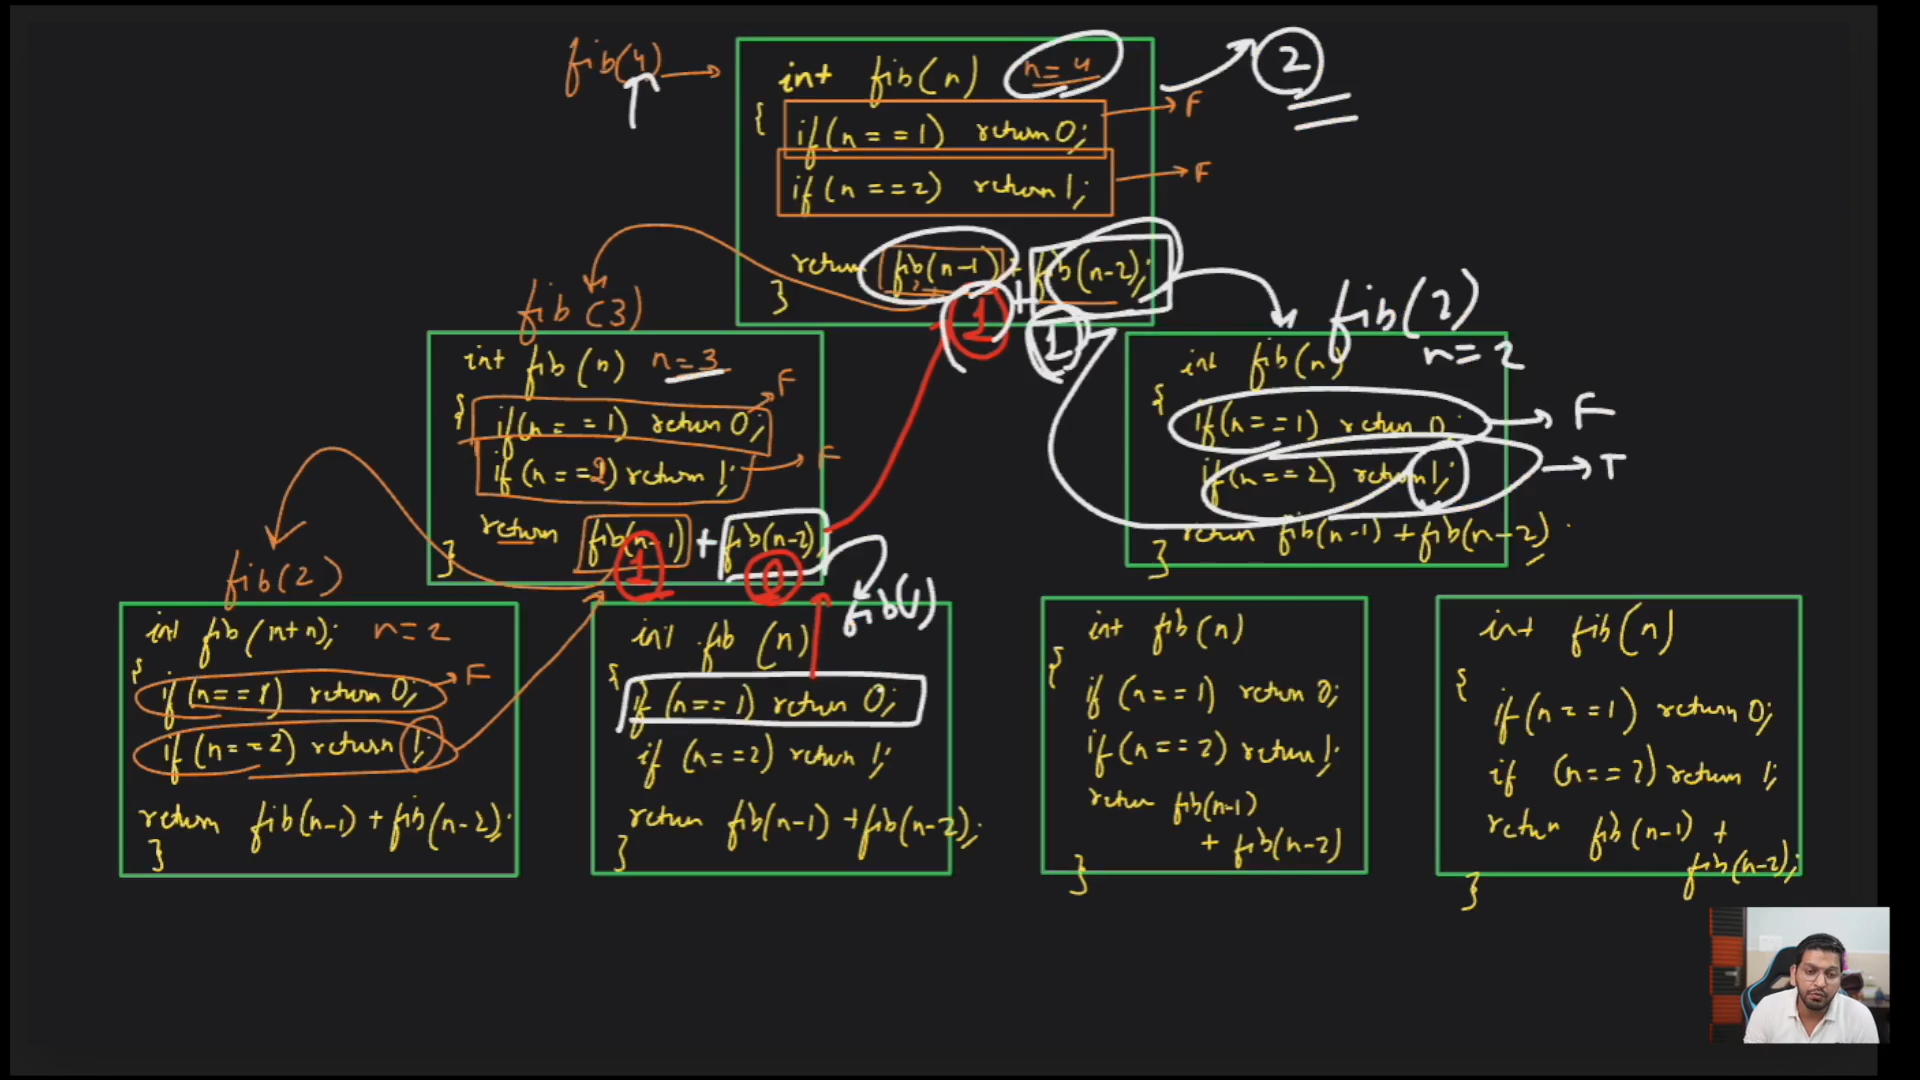 fib(4)
int fib(n) n=4
{
if(n==1) return 0; F
if(n==2) return 1; F
return fib(n-1) + fib(n-2);
}
1 + 1
2
fib(3)
int fib(n) n=3
{
if(n==1) return 0; F
if(n==2) return 1; F
return fib(n-1) + fib(n-2);
}
1 0
fib(1)
fib(2)
n=2
int fib(n)
{
if(n==1) return 0 F
if(n==2) return 1; T
return fib(n-1) + fib(n-2)
}
fib(2)
int fib( n); n=2
{
if(n==1) return 0; F
if(n==2) return 1;
return fib(n-1) + fib(n-2);
}
int fib (n)
{
if (n==1) return 0;
if (n==2) return 1;
return fib(n-1) + fib(n-2);
}
int fib(n)
{
if (n==1) return 0;
if (n==2) return 1;
return fib(n-1)
+ fib(n-2)
}
int fib(n)
{
if(n==1) return 0;
if (n==2) return 1;
return fib(n-1) +
fib(n-2);
}